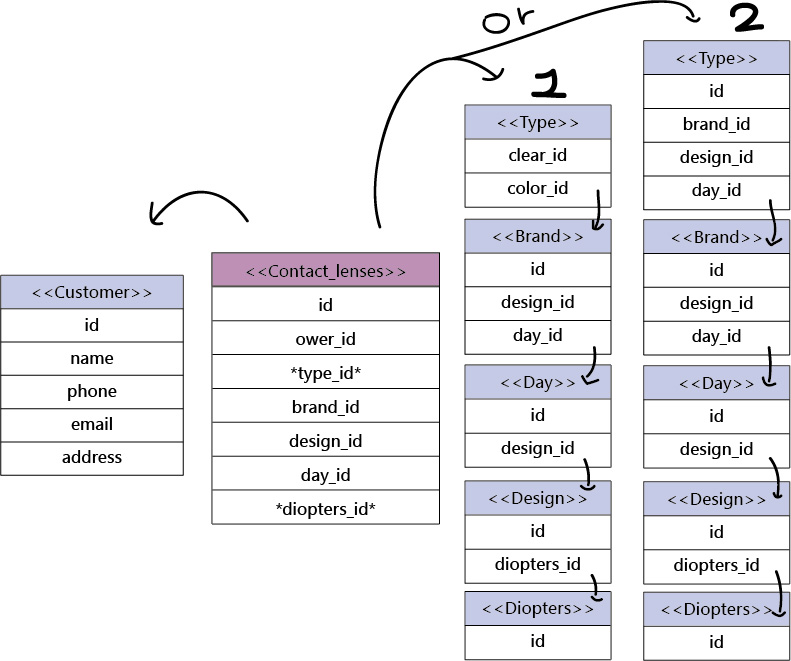 or
2
1
<<Type>>
id
brand_id
design_id
day_id
<<Type>>
clear_id
color_id
<<Brand>>
id
design_id
day_id
<<Brand>>
id
design_id
day_id
<<Contact_lenses>>
id
ower_id
*type_id*
brand_id
design_id
day_id
*diopters_id*
<<Customer>>
id
name
phone
email
address
<<Day>>
id
design_id
<<Day>>
id
design_id
<<Design>>
id
diopters_id
<<Design>>
id
diopters_id
<<Diopters>>
id
<<Diopters>>
id